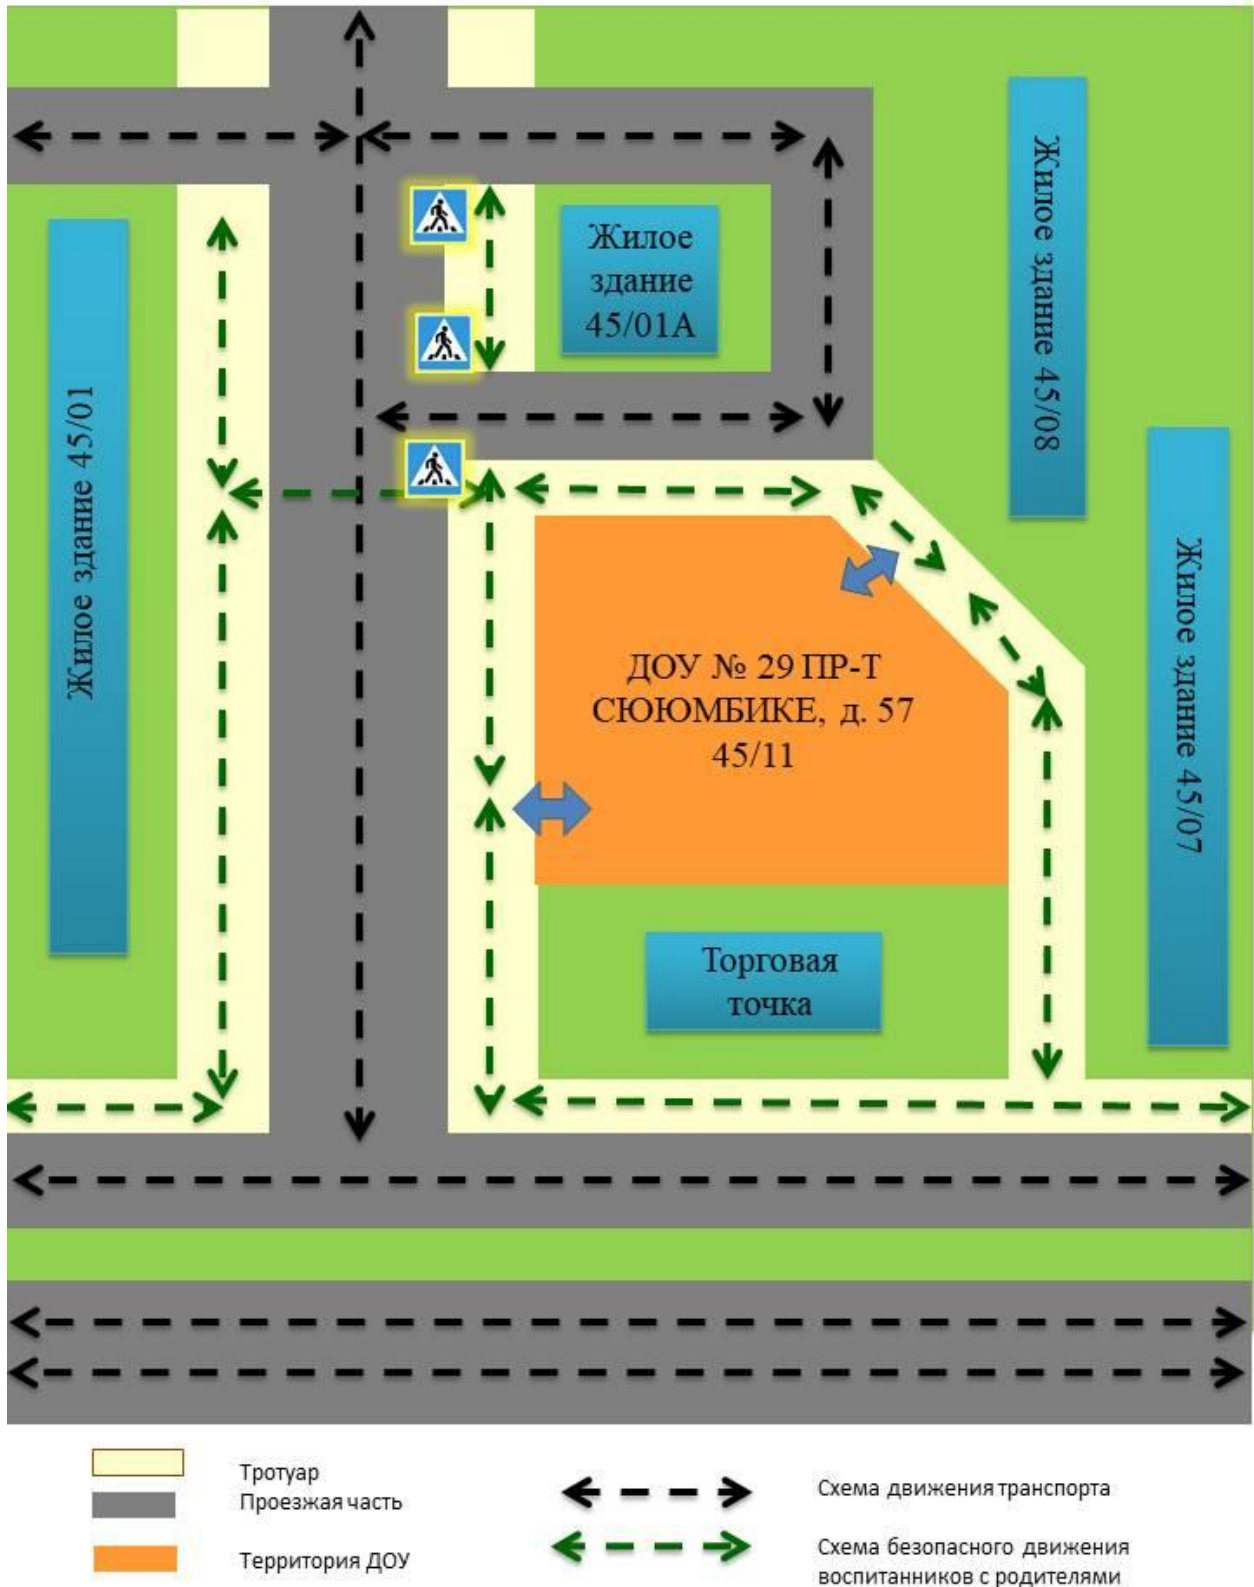 Жилое
здание
45/01А
Жилое здание 45/08
Жилое здание 45/01
Жилое здание 45/07
ДОУ № 29 ПР-Т
СЮЮМБИКЕ, д. 57
45/11
Торговая
точка
Тротуар
Проезжая часть
Территория ДОУ
Схема движения транспорта
Схема безопасного движения
воспитанников с родителями